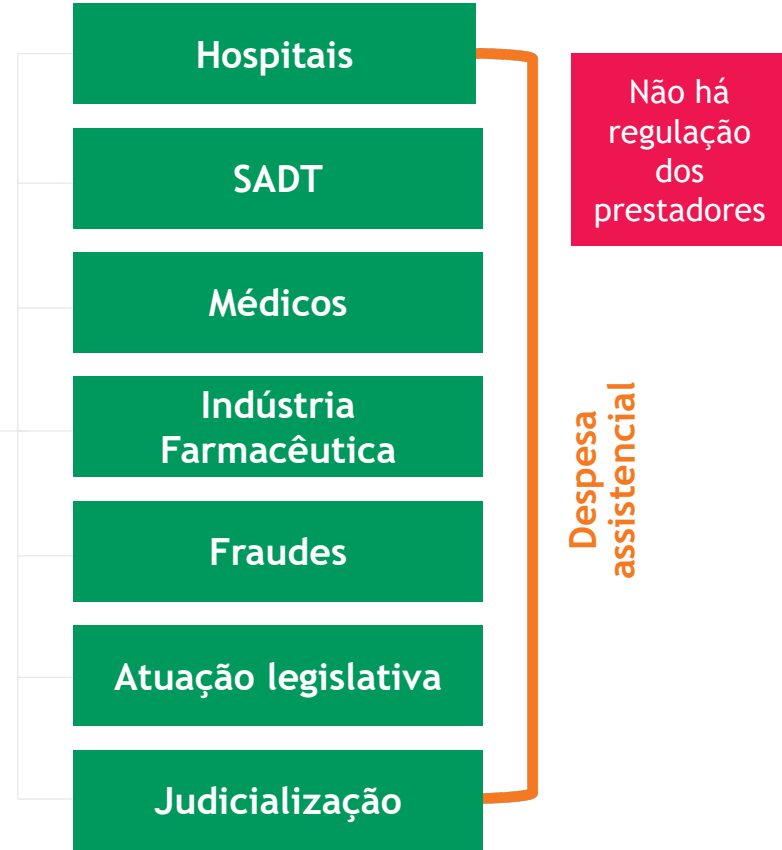 Hospitais
SADT
Médicos
Indústria
Farmacêutica
Fraudes
Atuação legislativa
Judicialização
Não há
regulação
dos
prestadores
Despesa
assistencial